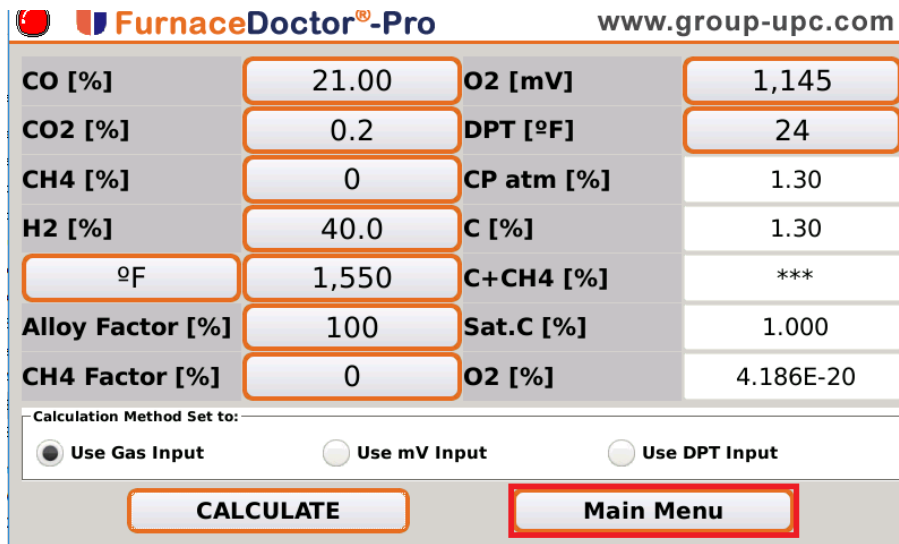 FurnaceDoctor®-Pro www.group-upc.com
CO [%] 21.00 O2 [mV] 1,145
CO2 [%] 0.2 DPT [ºF] 24
CH4 [%] 0 CP atm [%] 1.30
H2 [%] 40.0 C [%] 1.30
ºF 1,550 C+CH4 [%] ***
Alloy Factor [%] 100 Sat.C [%] 1.000
CH4 Factor [%] 0 O2 [%] 4.186E-20
Calculation Method Set to:
Use Gas Input Use mV Input Use DPT Input
CALCULATE Main Menu